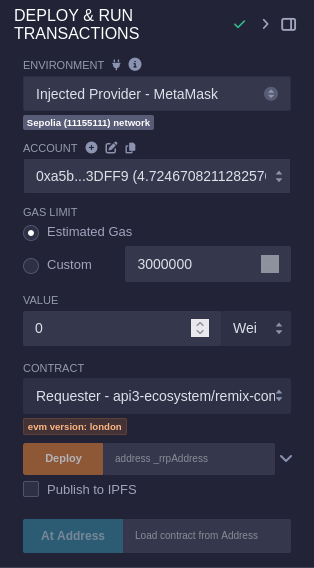 DEPLOY & RUN
TRANSACTIONS
ENVIRONMENT
Injected Provider - MetaMask
Sepolia (11155111) network
ACCOUNT
0xa5b...3DFF9 (4.724670821128257
GAS LIMIT
Estimated Gas
Custom
3000000
VALUE
0 Wei
CONTRACT
Requester - api3-ecosystem/remix-con
evm version: london
Deploy address _rrpAddress
Publish to IPFS
At Address Load contract from Address